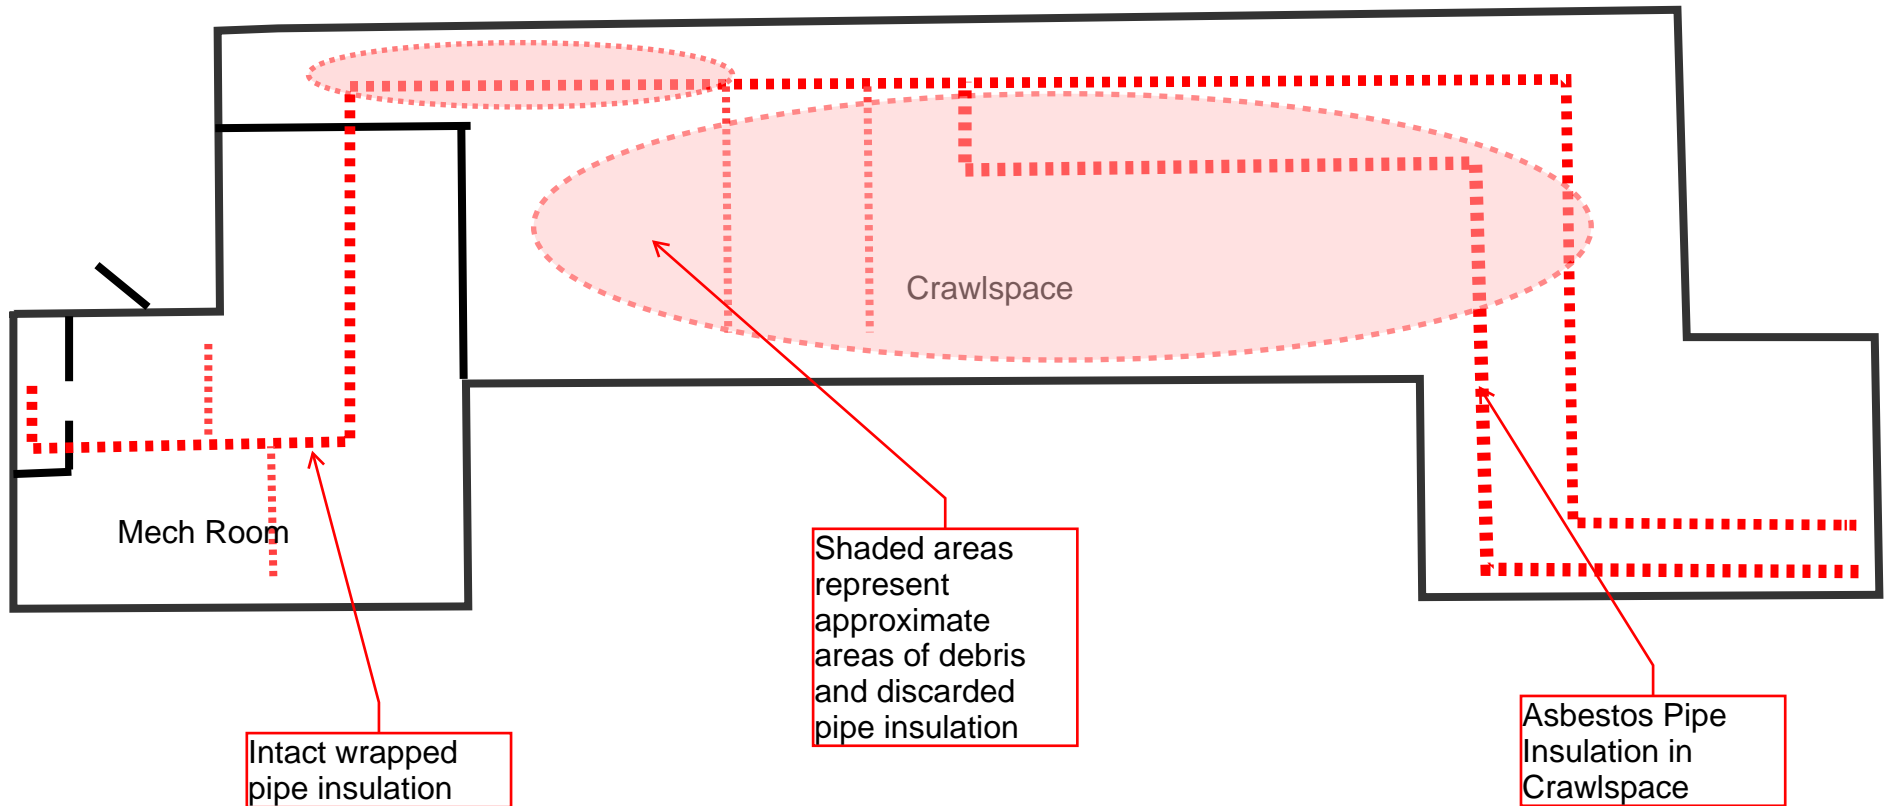 Crawlspace
Mech Room
Shaded areas
represent
approximate
areas of debris
and discarded
pipe insulation
Intact wrapped
pipe insulation
Asbestos Pipe
Insulation in
Crawlspace